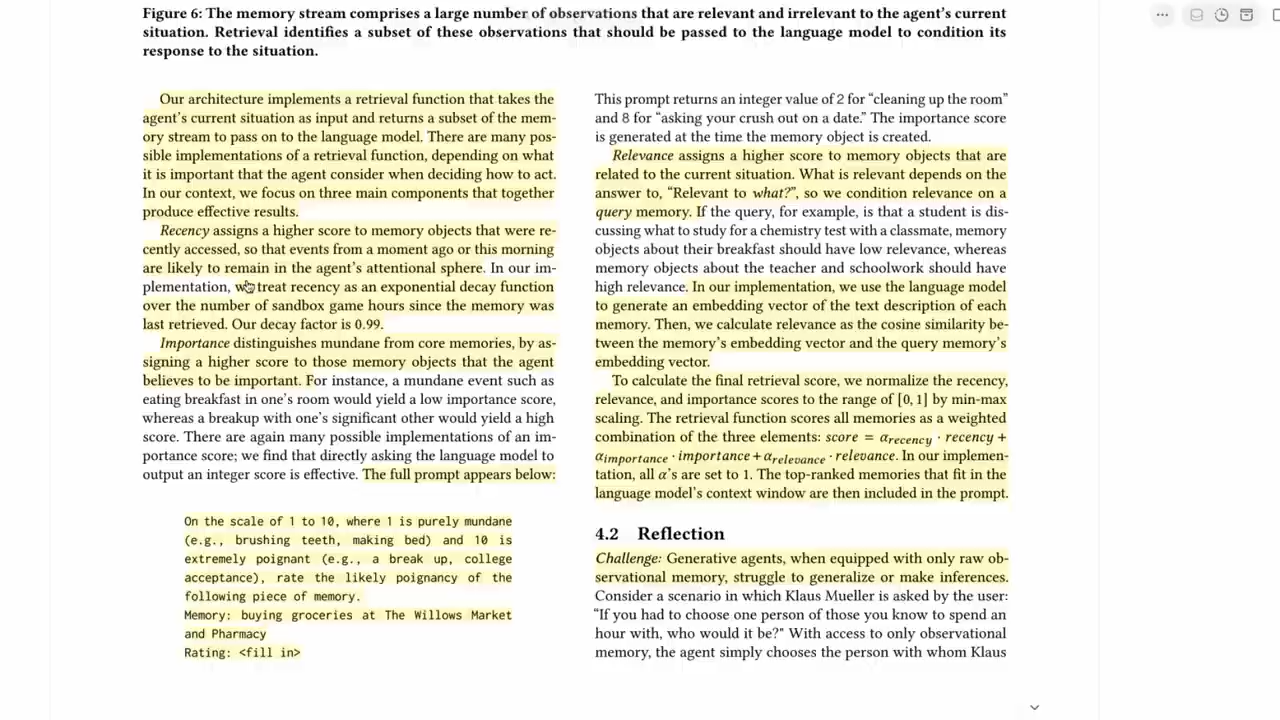 Figure 6: The memory stream comprises a large number of observations that are relevant and irrelevant to the agent's current
situation. Retrieval identifies a subset of these observations that should be passed to the language model to condition its
response to the situation.
Our architecture implements a retrieval function that takes the
agent's current situation as input and returns a subset of the mem-
ory stream to pass on to the language model. There are many pos-
sible implementations of a retrieval function, depending on what
it is important that the agent consider when deciding how to act.
In our context, we focus on three main components that together
produce effective results.
Recency assigns a higher score to memory objects that were re-
cently accessed, so that events from a moment ago or this morning
are likely to remain in the agent's attentional sphere. In our im-
plementation, we treat recency as an exponential decay function
over the number of sandbox game hours since the memory was
last retrieved. Our decay factor is 0.99.
Importance distinguishes mundane from core memories, by as-
signing a higher score to those memory objects that the agent
believes to be important. For instance, a mundane event such as
eating breakfast in one's room would yield a low importance score,
whereas a breakup with one's significant other would yield a high
score. There are again many possible implementations of an im-
portance score; we find that directly asking the language model to
output an integer score is effective. The full prompt appears below:
On the scale of 1 to 10, where 1 is purely mundane
(e.g., brushing teeth, making bed) and 10 is
extremely poignant (e.g., a break up, college
acceptance), rate the likely poignancy of the
following piece of memory.
Memory: buying groceries at The Willows Market
and Pharmacy
Rating: <fill in>
This prompt returns an integer value of 2 for “cleaning up the room”
and 8 for “asking your crush out on a date.” The importance score
is generated at the time the memory object is created.
Relevance assigns a higher score to memory objects that are
related to the current situation. What is relevant depends on the
answer to, “Relevant to what?”, so we condition relevance on a
query memory. If the query, for example, is that a student is dis-
cussing what to study for a chemistry test with a classmate, memory
objects about their breakfast should have low relevance, whereas
memory objects about the teacher and schoolwork should have
high relevance. In our implementation, we use the language model
to generate an embedding vector of the text description of each
memory. Then, we calculate relevance as the cosine similarity be-
tween the memory's embedding vector and the query memory's
embedding vector.
To calculate the final retrieval score, we normalize the recency,
relevance, and importance scores to the range of [0, 1] by min-max
scaling. The retrieval function scores all memories as a weighted
combination of the three elements: score = α_recency · recency +
α_importance · importance + α_relevance · relevance. In our implemen-
tation, all α's are set to 1. The top-ranked memories that fit in the
language model's context window are then included in the prompt.
4.2 Reflection
Challenge: Generative agents, when equipped with only raw ob-
servational memory, struggle to generalize or make inferences.
Consider a scenario in which Klaus Mueller is asked by the user:
“If you had to choose one person of those you know to spend an
hour with, who would it be?” With access to only observational
memory, the agent simply chooses the person with whom Klaus